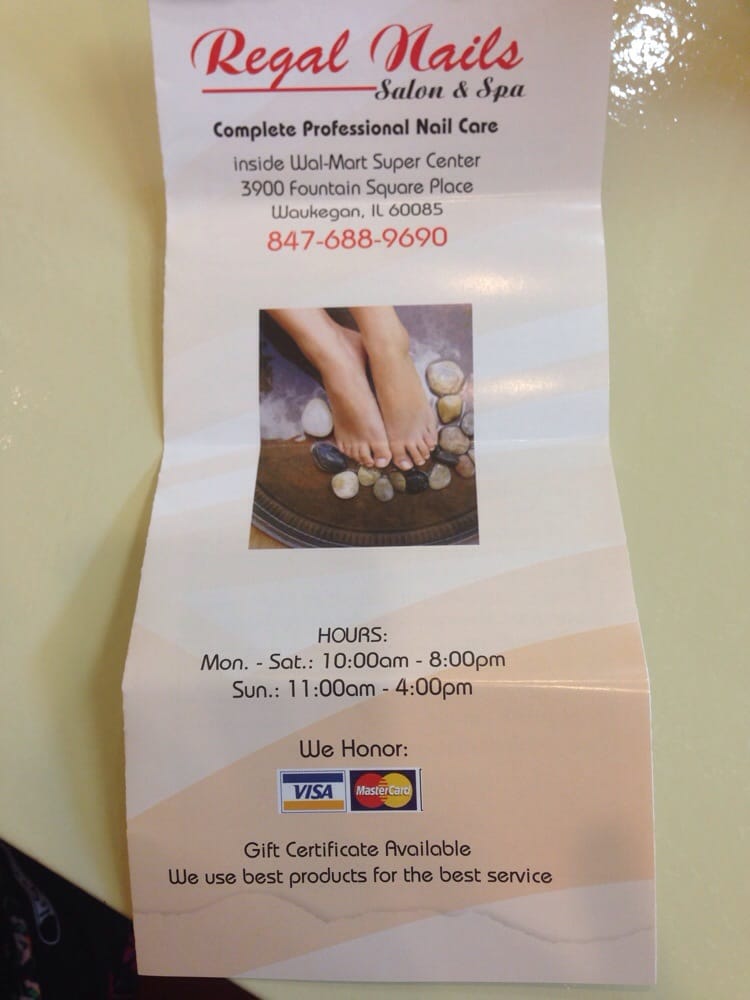 Regal Nails
Salon & Spa
Complete Professional Nail Care
inside Wal-Mart Super Center
3900 Fountain Square Place
Waukegan, IL 60085
847-688-9690
HOURS:
Mon. - Sat.: 10:00am - 8:00pm
Sun.: 11:00am - 4:00pm
We Honor:
VISA MasterCard
Gift Certificate Available
We use best products for the best service